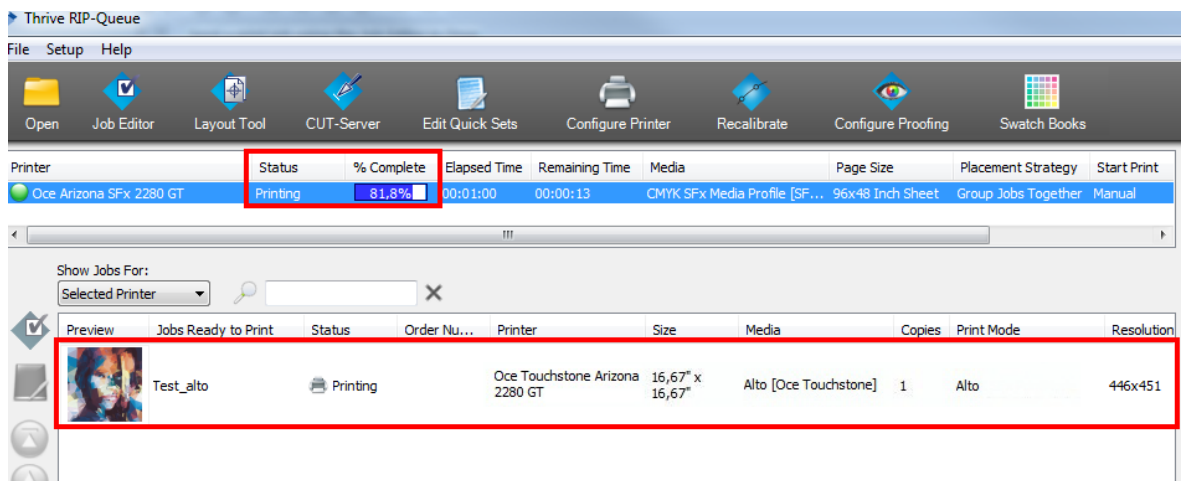 Thrive RIP-Queue
File Setup Help
Open Job Editor Layout Tool CUT-Server Edit Quick Sets Configure Printer Recalibrate Configure Proofing Swatch Books
Printer Status % Complete Elapsed Time Remaining Time Media Page Size Placement Strategy Start Print
Oce Arizona SFx 2280 GT Printing 81,8% 00:01:00 00:00:13 CMYK SFx Media Profile [SF... 96x48 Inch Sheet Group Jobs Together Manual
Show Jobs For:
Selected Printer
Preview Jobs Ready to Print Status Order Nu... Printer Size Media Copies Print Mode Resolution
Test_alto Printing Oce Touchstone Arizona 16,67" x Alto [Oce Touchstone] 1 Alto 446x451
2280 GT 16,67"